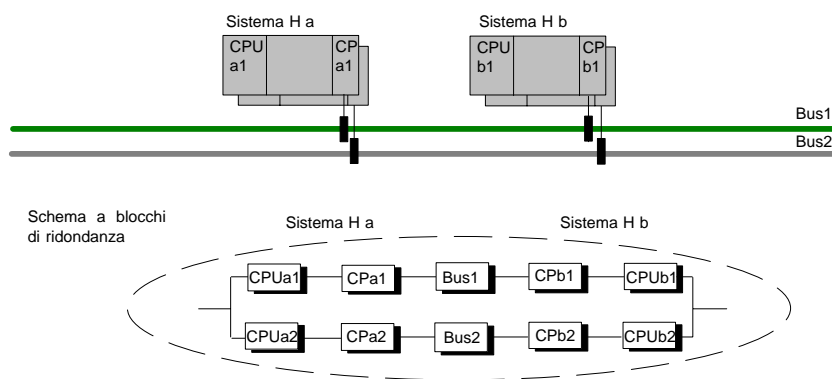 Sistema H a
Sistema H b
CPU
a1
CP
a1
CPU
b1
CP
b1
Bus1
Bus2
Schema a blocchi
di ridondanza
Sistema H a
Sistema H b
CPUa1
CPa1
Bus1
CPb1
CPUb1
CPUa2
CPa2
Bus2
CPb2
CPUb2